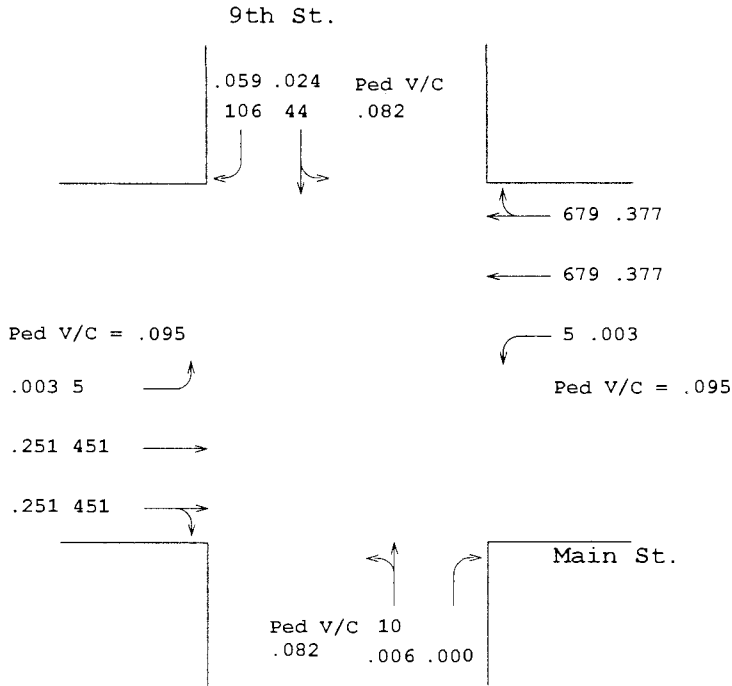 9th St.
.059 .024 Ped V/C
106 44 .082
679 .377
679 .377
Ped V/C = .095 5 .003
.003 5 Ped V/C = .095
.251 451
.251 451
Main St.
Ped V/C 10
.082 .006 .000